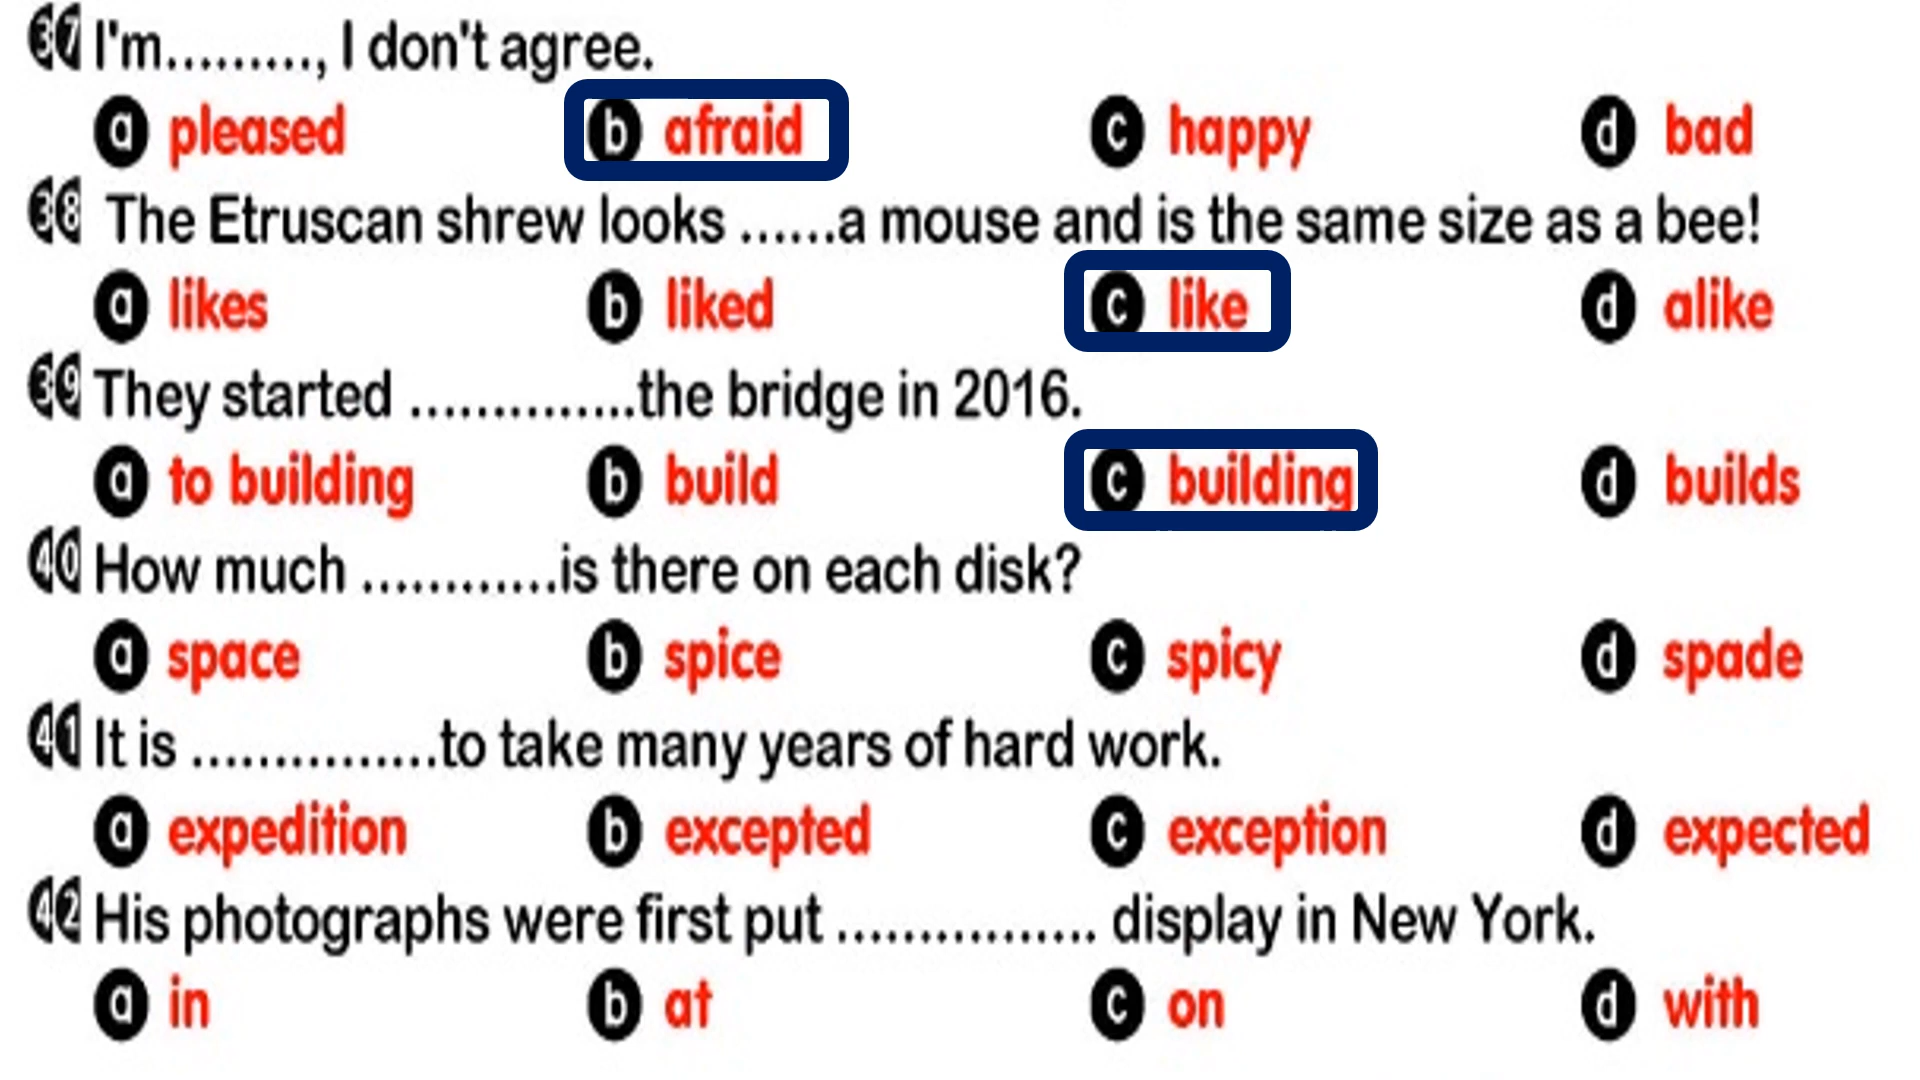 37 I'm........., I don't agree.
a pleased b afraid c happy d bad
38 The Etruscan shrew looks ......a mouse and is the same size as a bee!
a likes b liked c like d alike
39 They started ..............the bridge in 2016.
a to building b build c building d builds
40 How much ............is there on each disk?
a space b spice c spicy d spade
41 It is ...............to take many years of hard work.
a expedition b excepted c exception d expected
42 His photographs were first put ................ display in New York.
a in b at c on d with